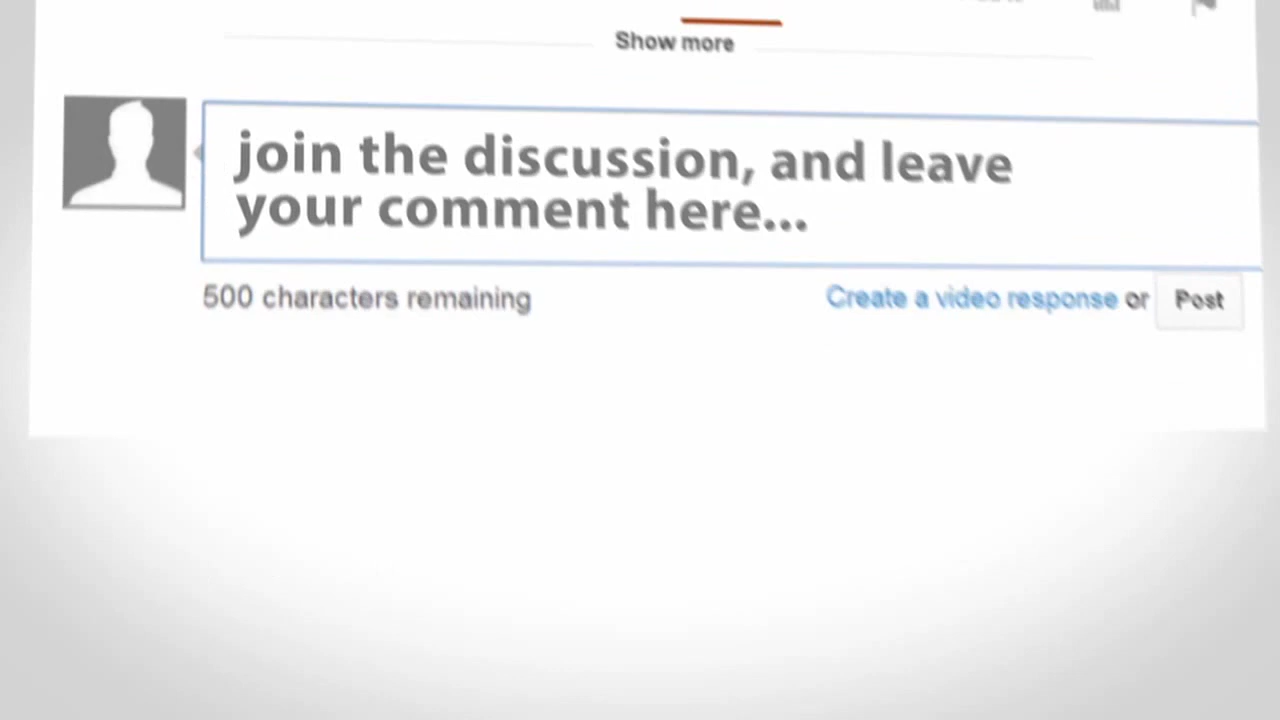 Show more
join the discussion, and leave
your comment here...
500 characters remaining
Create a video response or Post